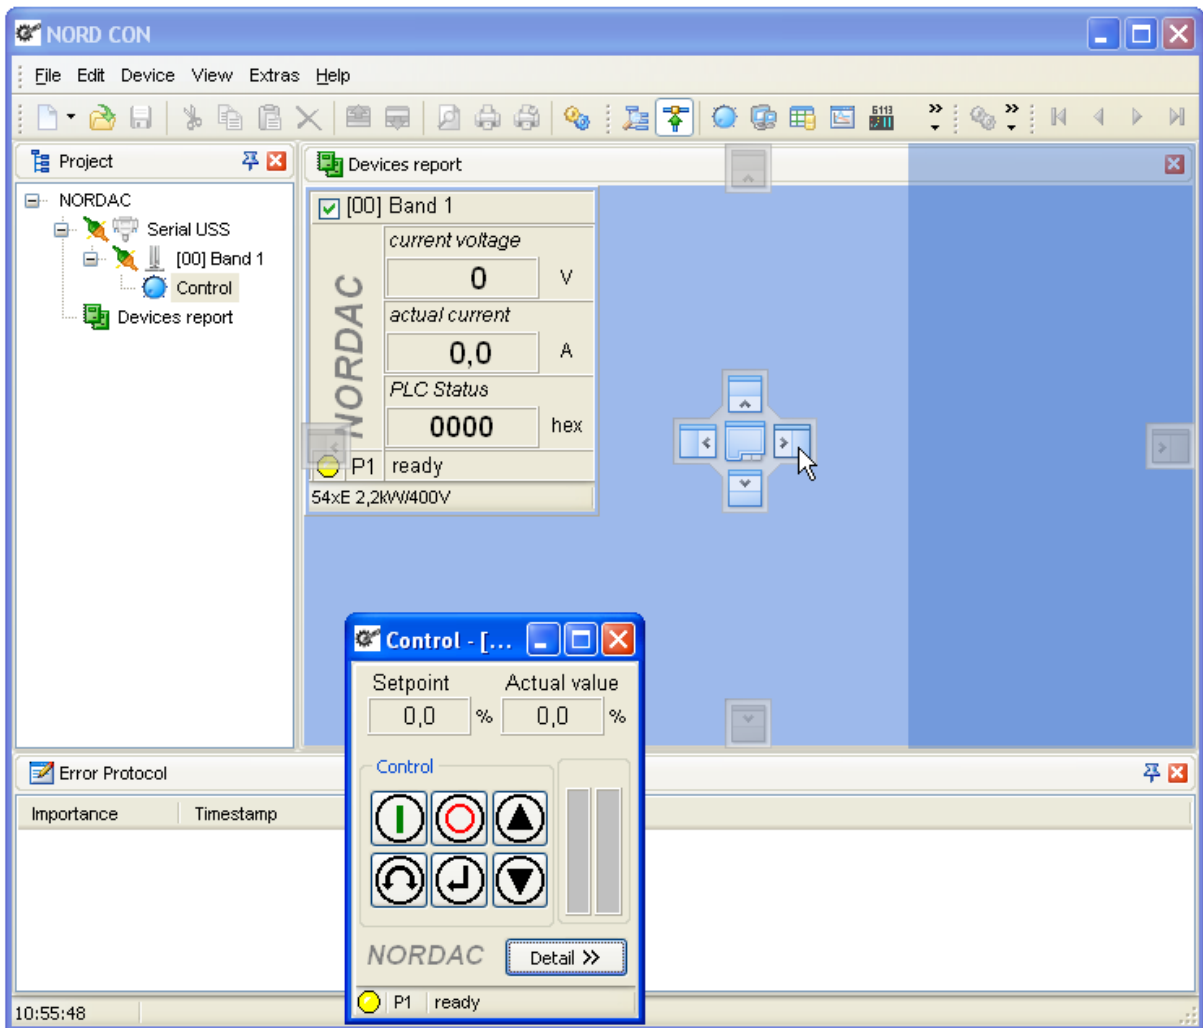 NORD CON
File Edit Device View Extras Help
Project
Devices report
NORDAC
Serial USS
[00] Band 1
Control
Devices report
[00] Band 1
NORDAC
current voltage
0 V
actual current
0,0 A
PLC Status
0000 hex
P1 ready
54xE 2,2kW/400V
Control - [...
Setpoint Actual value
0,0 % 0,0 %
Control
NORDAC Detail >>
P1 ready
Error Protocol
Importance Timestamp
10:55:48